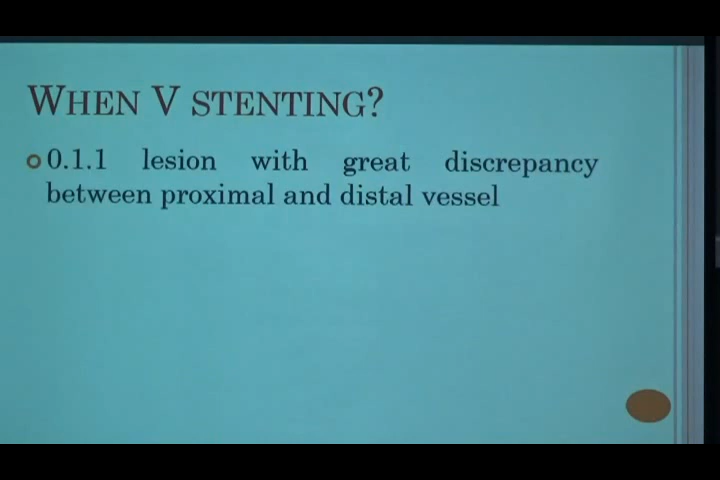 WHEN V STENTING?
0.1.1 lesion with great discrepancy
between proximal and distal vessel